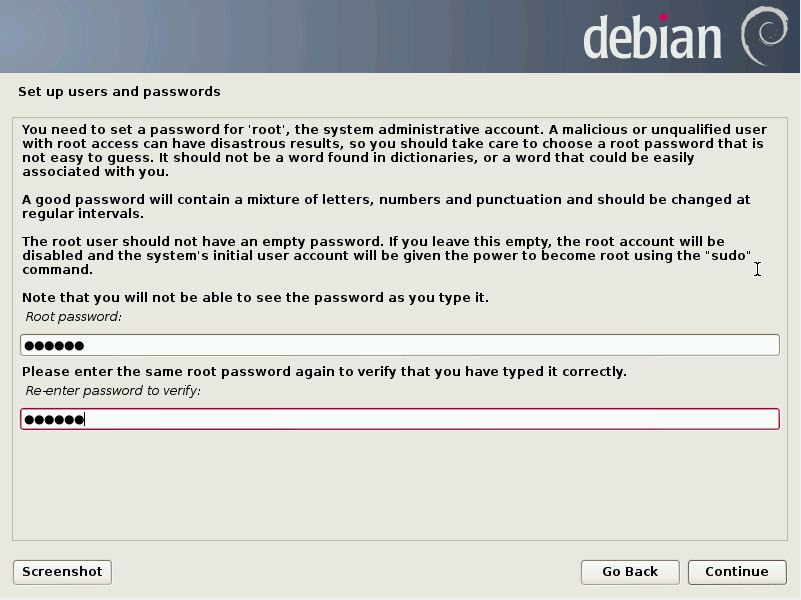 debian
Set up users and passwords
You need to set a password for 'root', the system administrative account. A malicious or unqualified user
with root access can have disastrous results, so you should take care to choose a root password that is
not easy to guess. It should not be a word found in dictionaries, or a word that could be easily
associated with you.
A good password will contain a mixture of letters, numbers and punctuation and should be changed at
regular intervals.
The root user should not have an empty password. If you leave this empty, the root account will be
disabled and the system's initial user account will be given the power to become root using the "sudo"
command.
Note that you will not be able to see the password as you type it.
Root password:
●●●●●●
Please enter the same root password again to verify that you have typed it correctly.
Re-enter password to verify:
●●●●●●
Screenshot
Go Back
Continue